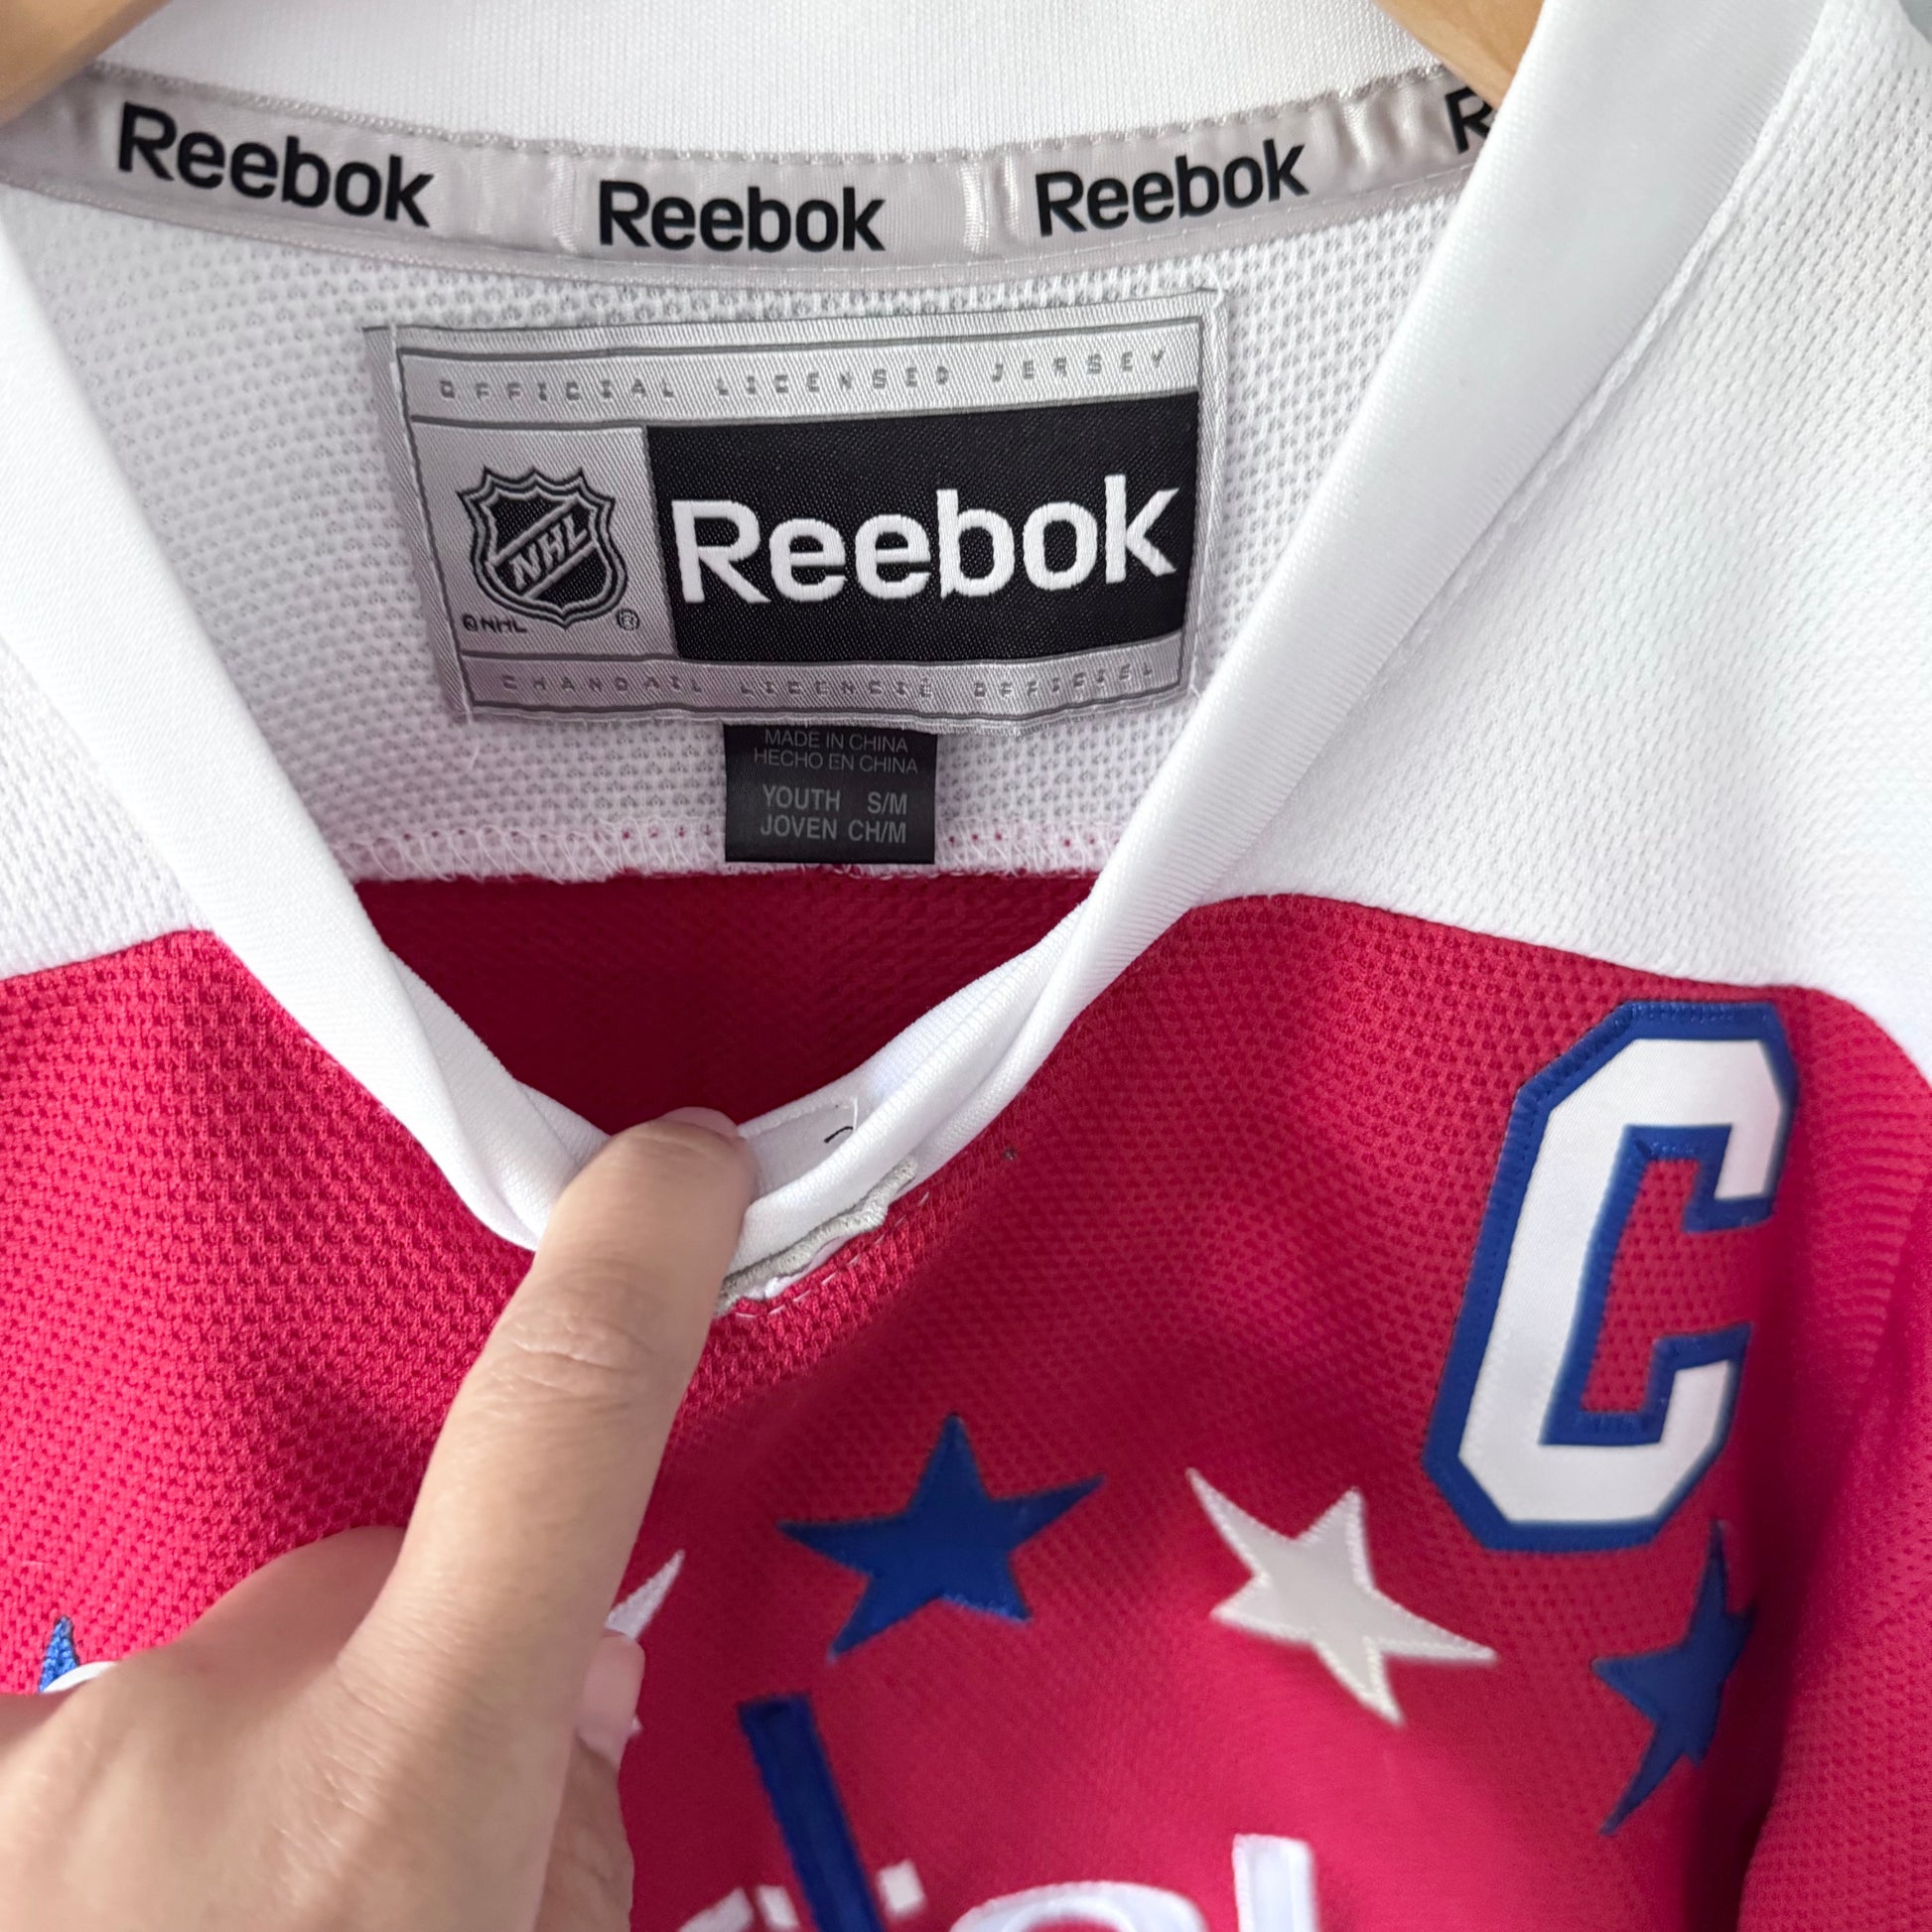 Reebok Reebok Reebok R
OFFICIAL LICENSED JERSEY
NHL
Reebok
©NHL ®
CHANDAIL LICENCIÉ OFFICIEL
MADE IN CHINA
HECHO EN CHINA
YOUTH S/M
JOVEN CH/M
C